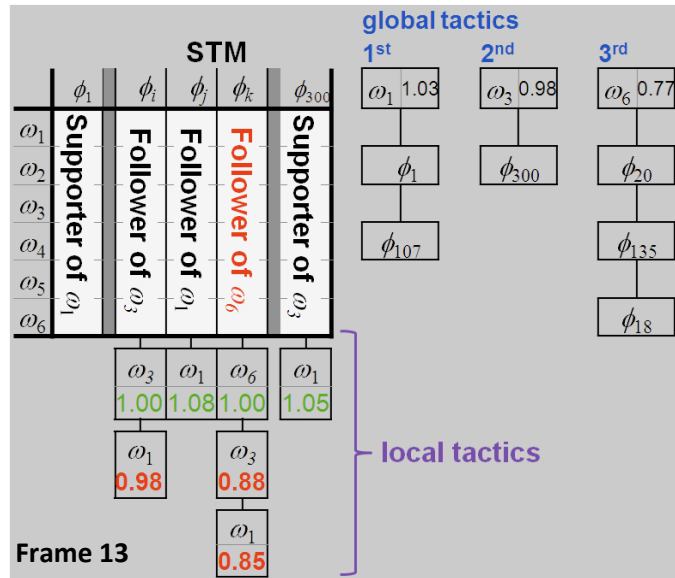 global tactics
STM
1st 2nd 3rd
ϕ1 ϕi ϕj ϕk ϕ300
ω1 1.03 ω3 0.98 ω6 0.77
ω1
ω2
ω3
ω4
ω5
ω6
Supporter of ω1
Follower of ω3
Follower of ω1
Follower of ω6
Supporter of ω3
ϕ1 ϕ300 ϕ20
ϕ107 ϕ135
ϕ18
ω3 ω1 ω6 ω1
1.00 1.08 1.00 1.05
ω1 ω3
0.98 0.88
local tactics
ω1
0.85
Frame 13